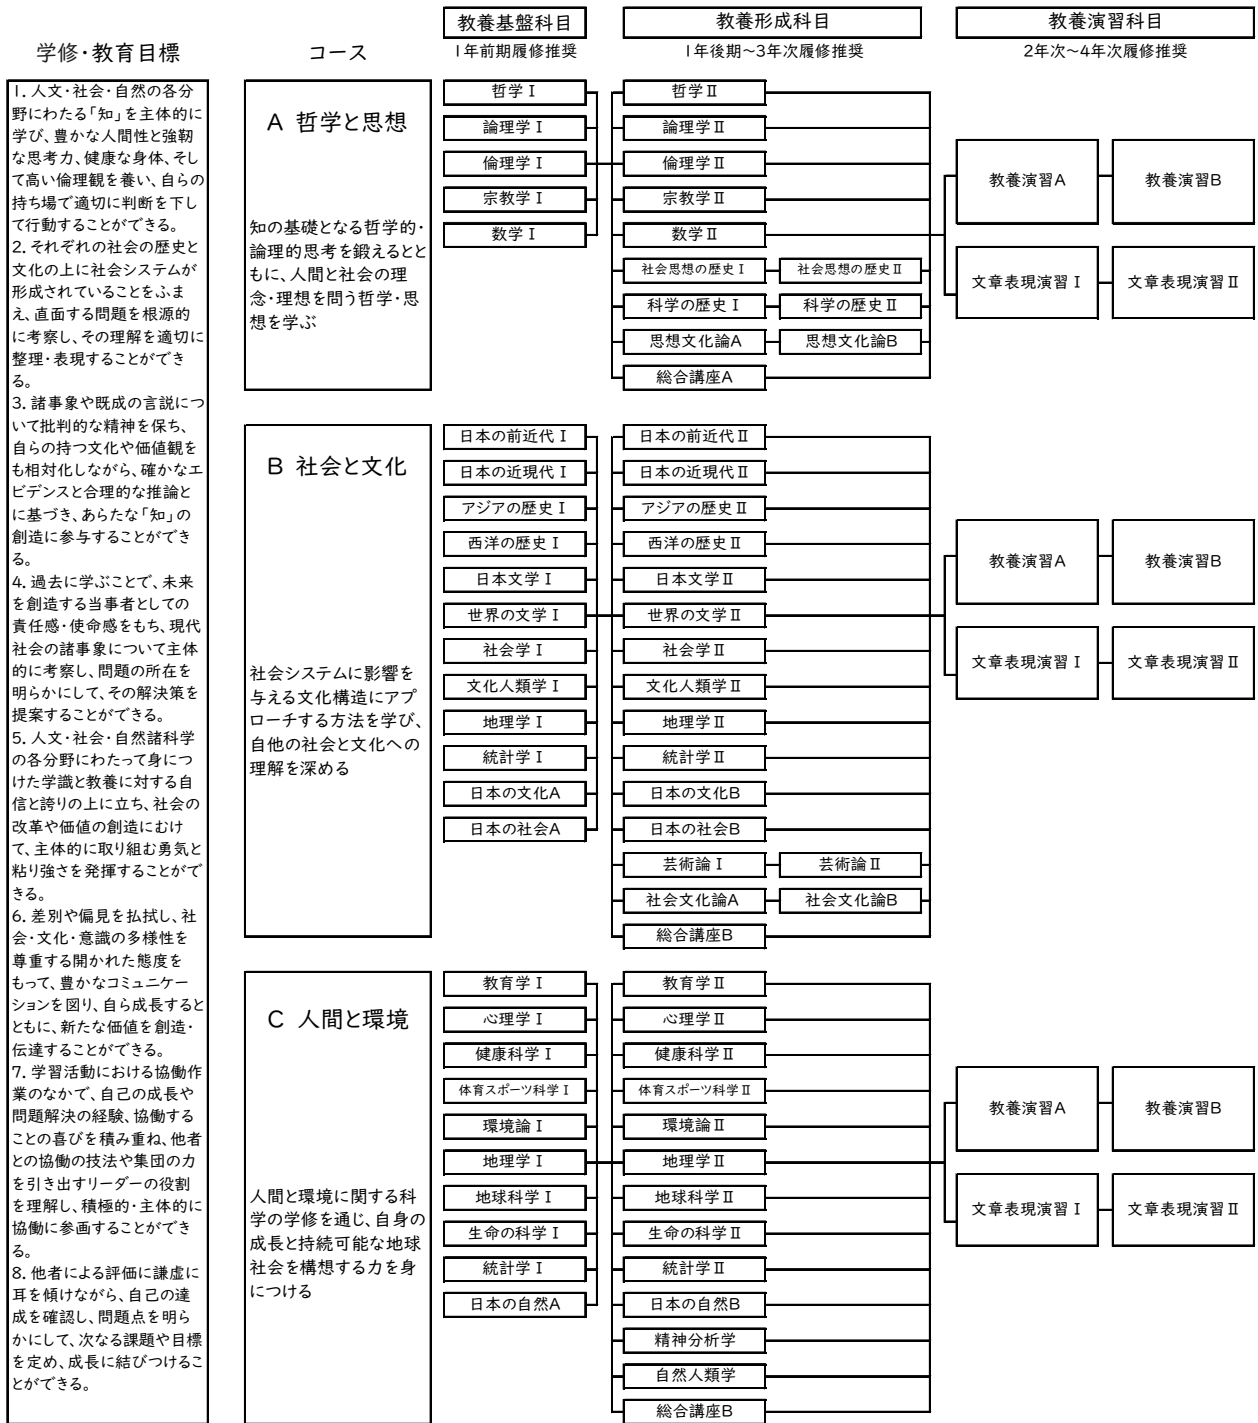 学修・教育目標
1. 人文・社会・自然の各分
野にわたる「知」を主体的に
学び、豊かな人間性と強靭
な思考力、健康な身体、そし
て高い倫理観を養い、自らの
持ち場で適切に判断を下し
て行動することができる。
2. それぞれの社会の歴史と
文化の上に社会システムが
形成されていることをふま
え、直面する問題を根源的
に考察し、その理解を適切に
整理・表現することができ
る。
3. 諸事象や既成の言説につ
いて批判的な精神を保ち、
自らの持つ文化や価値観を
も相対化しながら、確かなエ
ビデンスと合理的な推論と
に基づき、あらたな「知」の
創造に参与することができ
る。
4. 過去に学ぶことで、未来
を創造する当事者としての
責任感・使命感をもち、現代
社会の諸事象について主体
的に考察し、問題の所在を
明らかにして、その解決策を
提案することができる。
5. 人文・社会・自然諸科学
の各分野にわたって身につ
けた学識と教養に対する自
信と誇りの上に立ち、社会の
改革や価値の創造にむけ
て、主体的に取り組む勇気と
粘り強さを発揮することがで
きる。
6. 差別や偏見を払拭し、社
会・文化・意識の多様性を
尊重する開かれた態度を
もって、豊かなコミュニケー
ションを図り、自ら成長すると
ともに、新たな価値を創造・
伝達することができる。
7. 学習活動における協働作
業のなかで、自己の成長や
問題解決の経験、協働する
ことの喜びを積み重ね、他者
との協働の技法や集団の力
を引き出すリーダーの役割
を理解し、積極的・主体的に
協働に参画することができ
る。
8. 他者による評価に謙虚に
耳を傾けながら、自己の達
成を確認し、問題点を明ら
かにして、次なる課題や目標
を定め、成長に結びつけるこ
とができる。
コース
教養基盤科目
1年前期履修推奨
教養形成科目
1年後期~3年次履修推奨
教養演習科目
2年次~4年次履修推奨
A 哲学と思想
知の基礎となる哲学的・
論理的思考を鍛えるとと
もに、人間と社会の理
念・理想を問う哲学・思
想を学ぶ
哲学Ⅰ
論理学Ⅰ
倫理学Ⅰ
宗教学Ⅰ
数学Ⅰ
哲学Ⅱ
論理学Ⅱ
倫理学Ⅱ
宗教学Ⅱ
数学Ⅱ
社会思想の歴史Ⅰ
社会思想の歴史Ⅱ
科学の歴史Ⅰ
科学の歴史Ⅱ
思想文化論A
思想文化論B
総合講座A
教養演習A
教養演習B
文章表現演習Ⅰ
文章表現演習Ⅱ
B 社会と文化
社会システムに影響を
与える文化構造にアプ
ローチする方法を学び、
自他の社会と文化への
理解を深める
日本の前近代Ⅰ
日本の近現代Ⅰ
アジアの歴史Ⅰ
西洋の歴史Ⅰ
日本文学Ⅰ
世界の文学Ⅰ
社会学Ⅰ
文化人類学Ⅰ
地理学Ⅰ
統計学Ⅰ
日本の文化A
日本の社会A
日本の前近代Ⅱ
日本の近現代Ⅱ
アジアの歴史Ⅱ
西洋の歴史Ⅱ
日本文学Ⅱ
世界の文学Ⅱ
社会学Ⅱ
文化人類学Ⅱ
地理学Ⅱ
統計学Ⅱ
日本の文化B
日本の社会B
芸術論Ⅰ
芸術論Ⅱ
社会文化論A
社会文化論B
総合講座B
教養演習A
教養演習B
文章表現演習Ⅰ
文章表現演習Ⅱ
C 人間と環境
人間と環境に関する科
学の学修を通じ、自身の
成長と持続可能な地球
社会を構想する力を身
につける
教育学Ⅰ
心理学Ⅰ
健康科学Ⅰ
体育スポーツ科学Ⅰ
環境論Ⅰ
地理学Ⅰ
地球科学Ⅰ
生命の科学Ⅰ
統計学Ⅰ
日本の自然A
教育学Ⅱ
心理学Ⅱ
健康科学Ⅱ
体育スポーツ科学Ⅱ
環境論Ⅱ
地理学Ⅱ
地球科学Ⅱ
生命の科学Ⅱ
統計学Ⅱ
日本の自然B
精神分析学
自然人類学
総合講座B
教養演習A
教養演習B
文章表現演習Ⅰ
文章表現演習Ⅱ